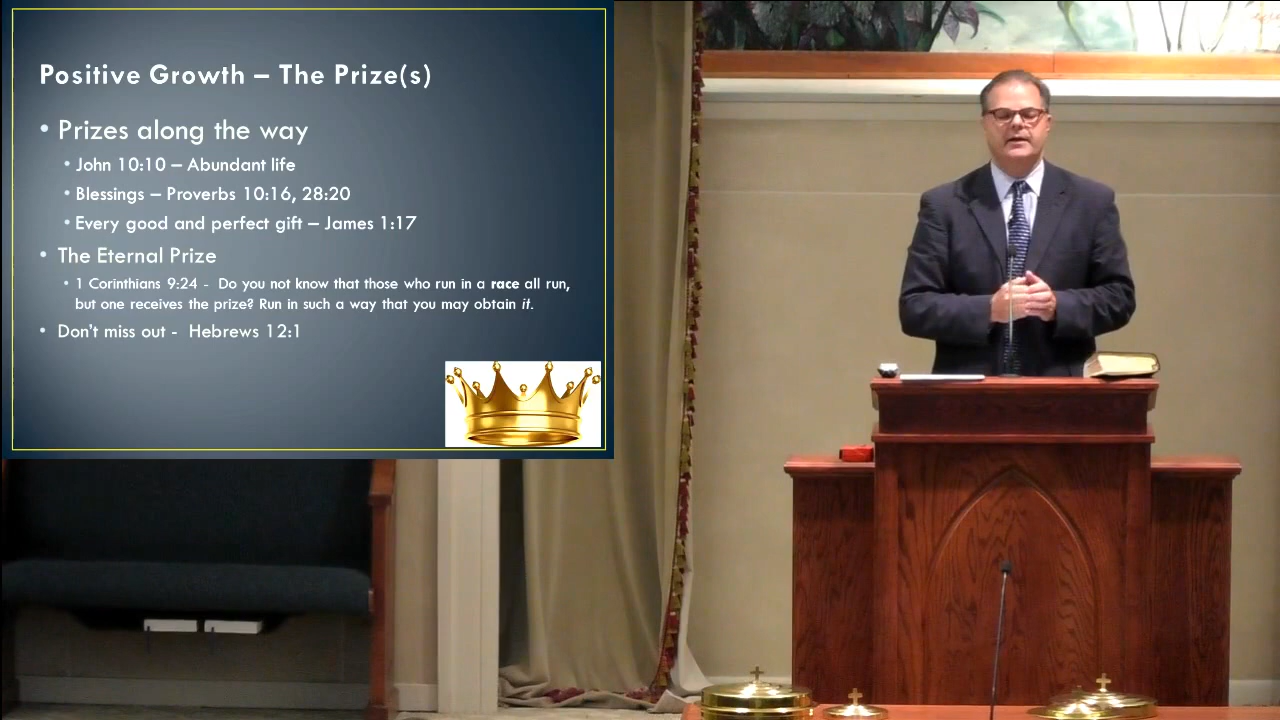 Positive Growth – The Prize(s)
• Prizes along the way
• John 10:10 – Abundant life
• Blessings – Proverbs 10:16, 28:20
• Every good and perfect gift – James 1:17
• The Eternal Prize
• 1 Corinthians 9:24 - Do you not know that those who run in a race all run,
but one receives the prize? Run in such a way that you may obtain it.
• Don't miss out - Hebrews 12:1